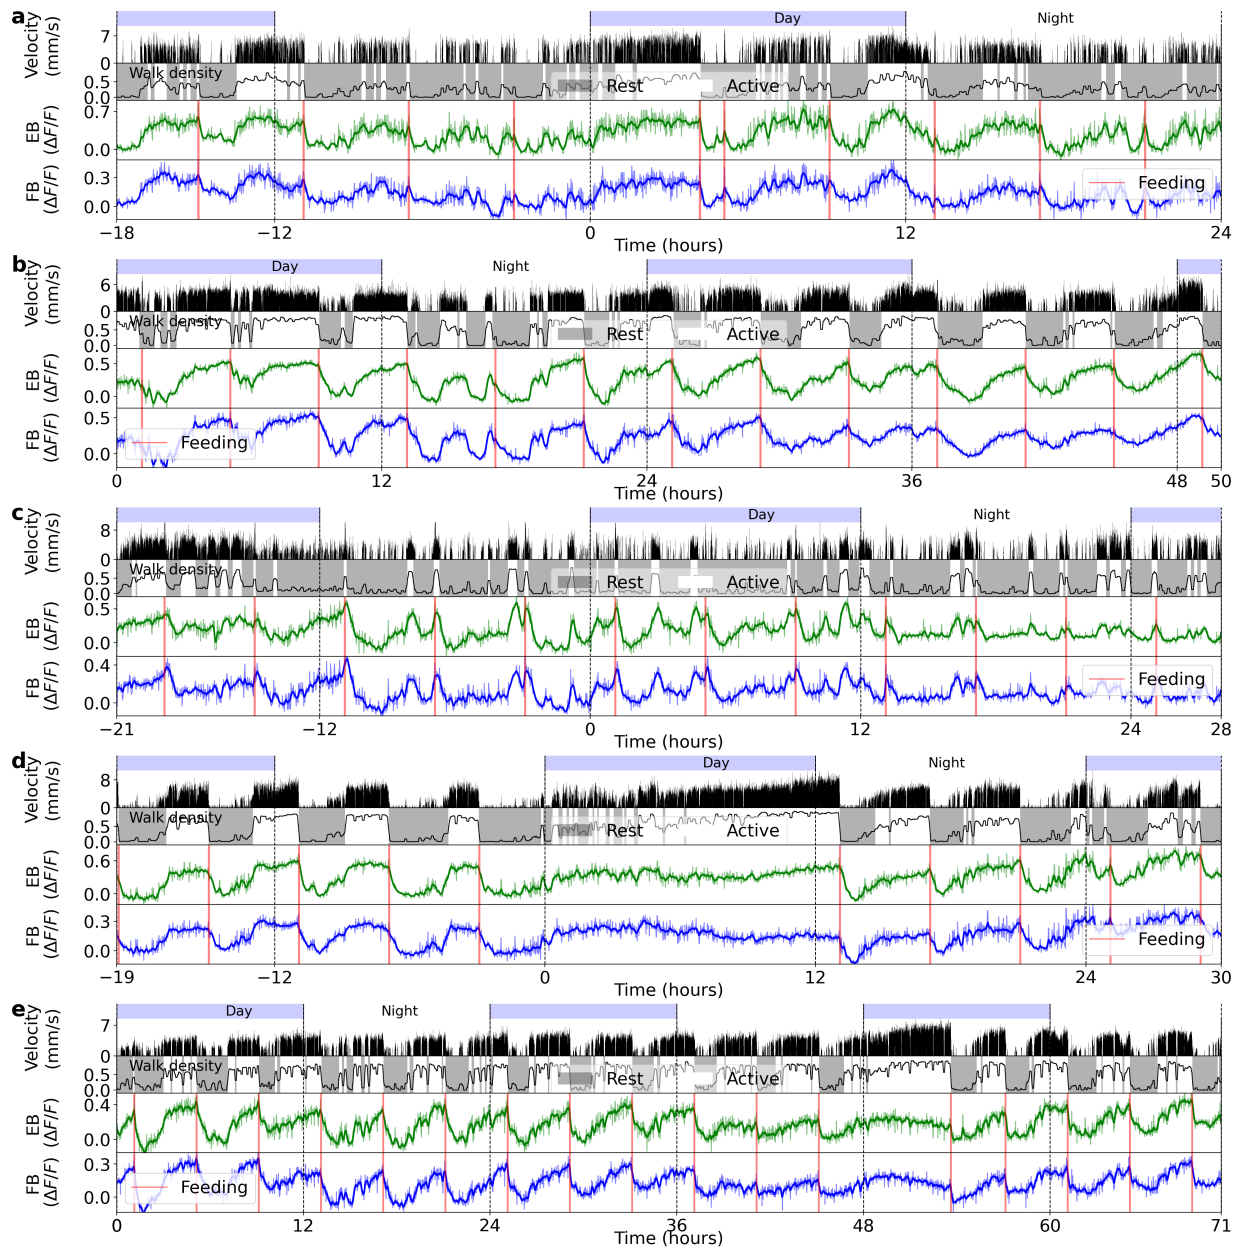 a
Day
Night
Velocity
(mm/s)
7
0
Walk density
0.5
0.0
Rest
Active
EB
(ΔF/F)
0.7
0.0
FB
(ΔF/F)
0.3
0.0
Feeding
−18 −12 0 12 24
Time (hours)
b
Day
Night
Velocity
(mm/s)
6
0
Walk density
0.5
0.0
Rest
Active
EB
(ΔF/F)
0.5
0.0
FB
(ΔF/F)
0.5
0.0
Feeding
0 12 24 36 48 50
Time (hours)
c
Day
Night
Velocity
(mm/s)
8
0
Walk density
0.5
0.0
Rest
Active
EB
(ΔF/F)
0.5
0.0
FB
(ΔF/F)
0.4
0.0
Feeding
−21 −12 0 12 24 28
Time (hours)
d
Day
Night
Velocity
(mm/s)
8
0
Walk density
0.5
0.0
Rest
Active
EB
(ΔF/F)
0.6
0.0
FB
(ΔF/F)
0.3
0.0
Feeding
−19 −12 0 12 24 30
Time (hours)
e
Day
Night
Velocity
(mm/s)
7
0
Walk density
0.5
0.0
Rest
Active
EB
(ΔF/F)
0.4
0.0
FB
(ΔF/F)
0.3
0.0
Feeding
0 12 24 36 48 60 71
Time (hours)